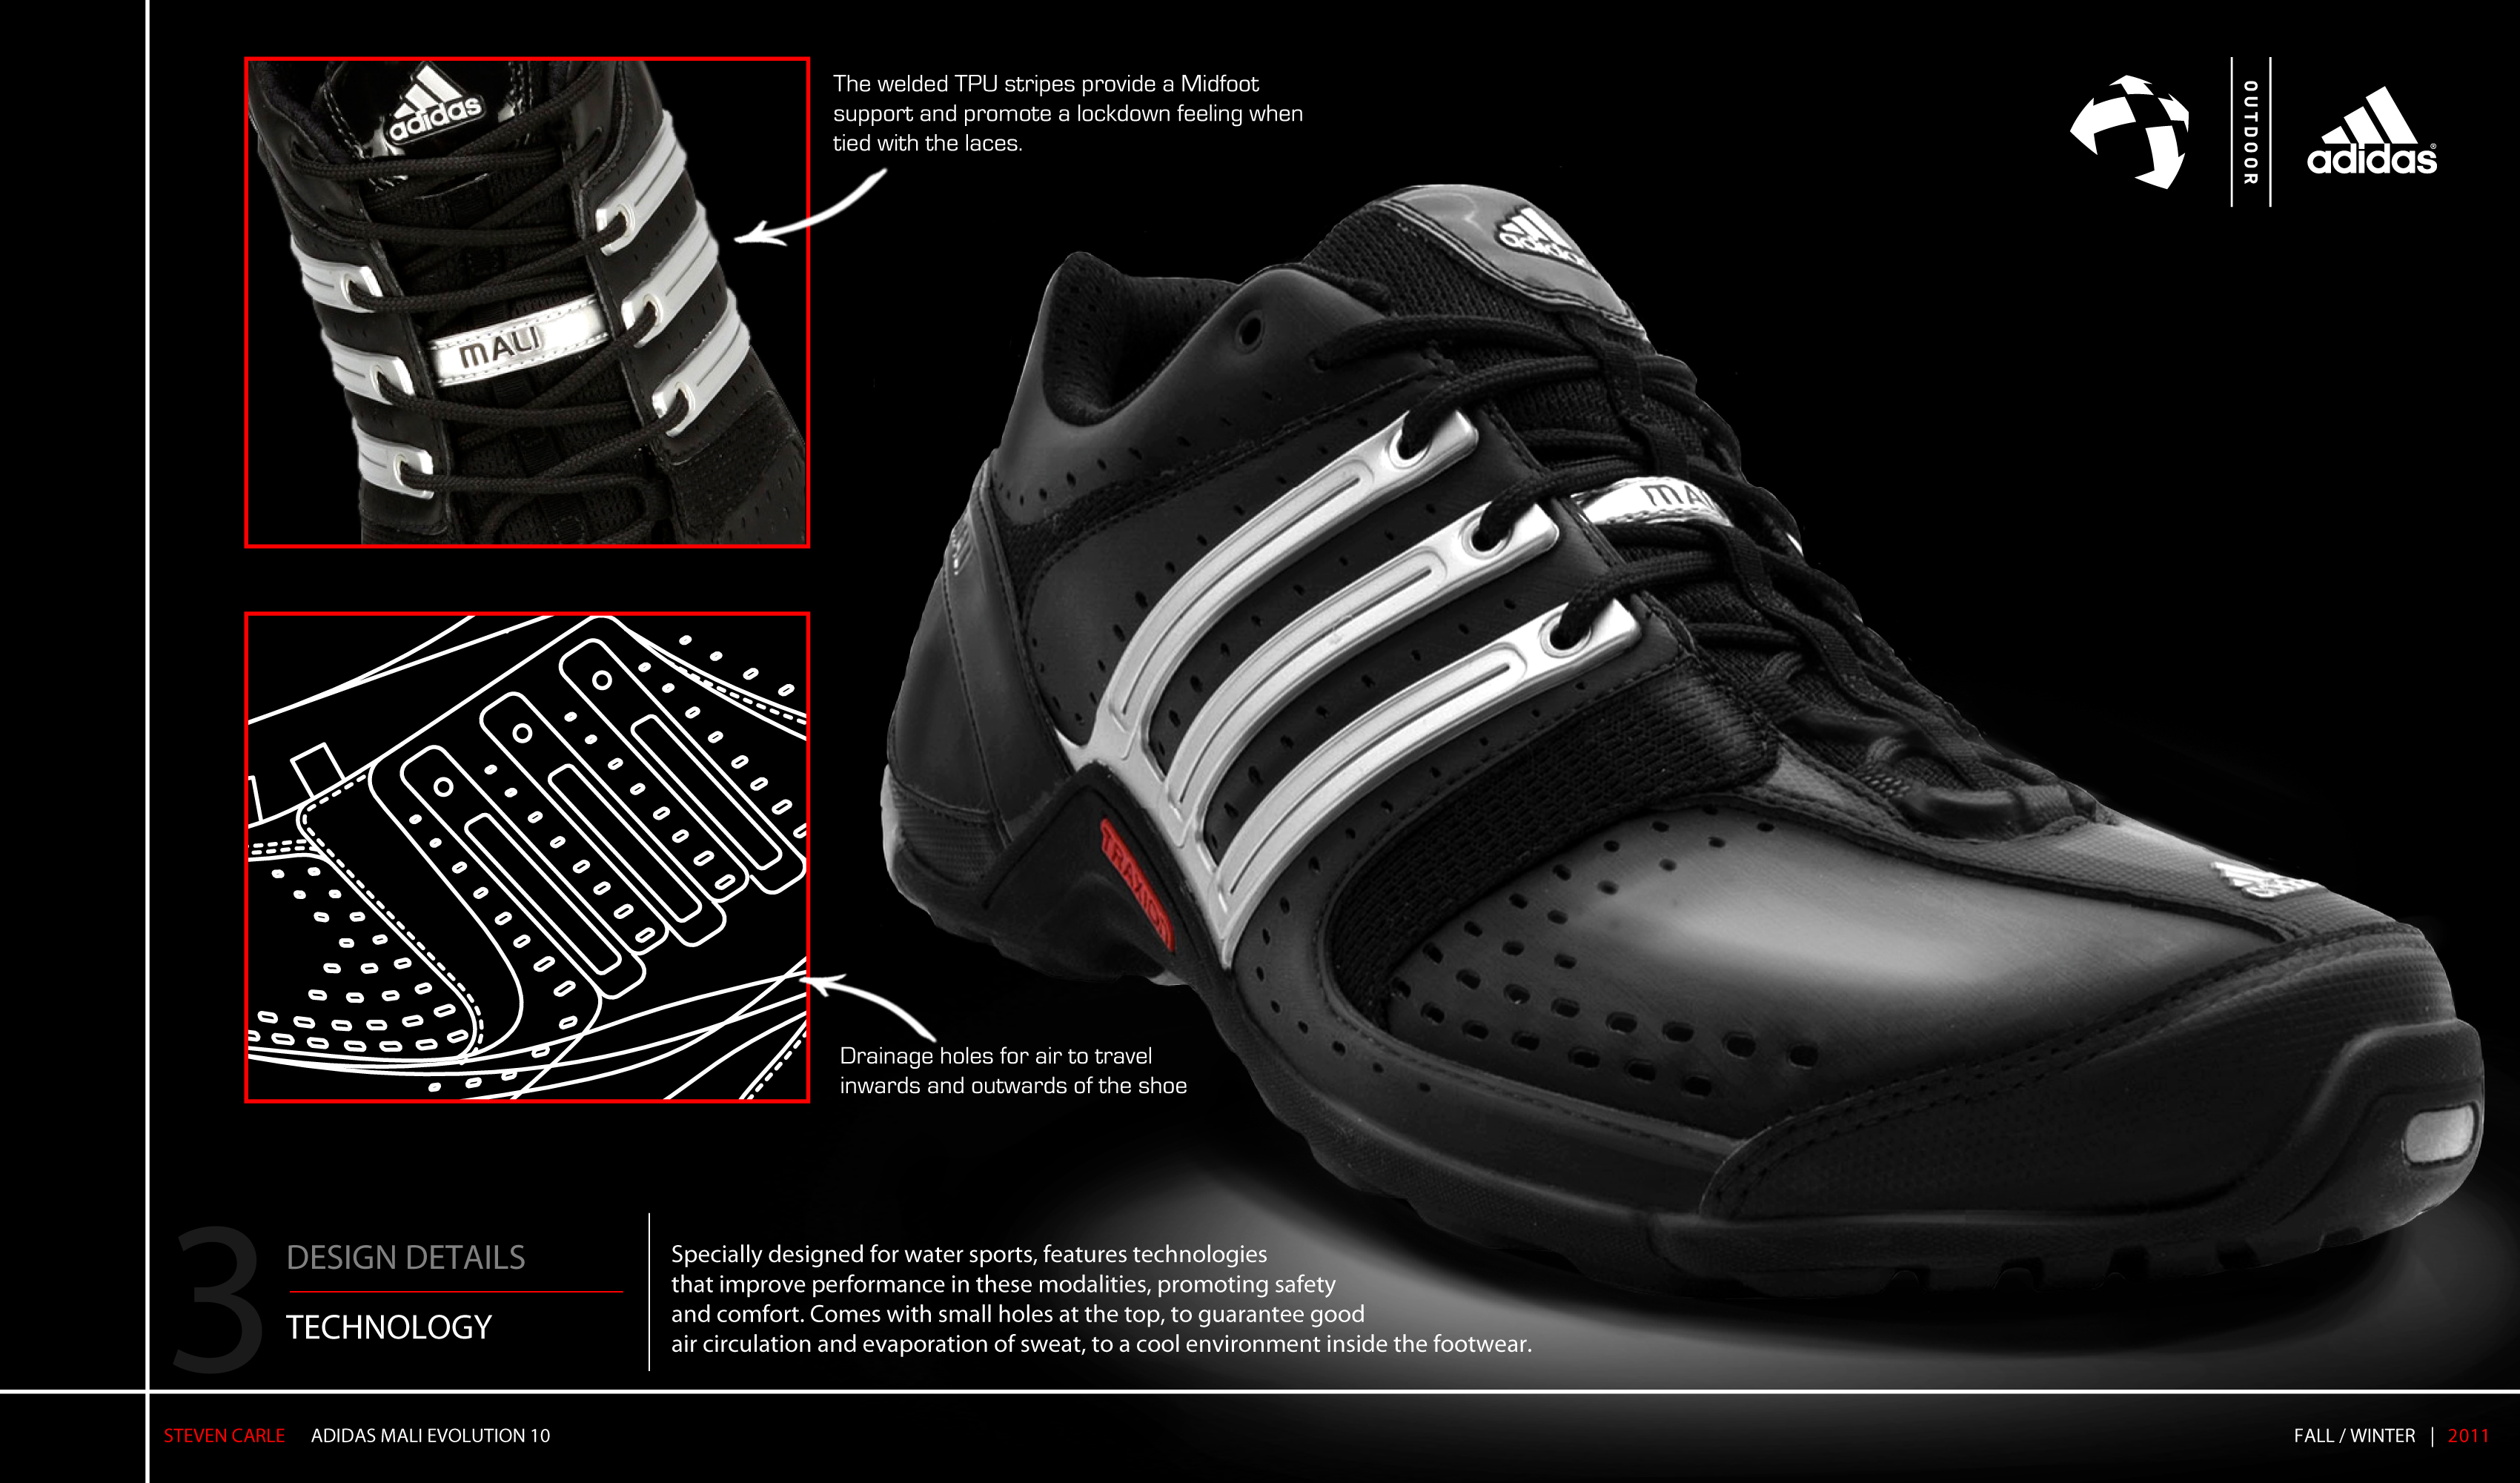 adidas
MALI
The welded TPU stripes provide a Midfoot
support and promote a lockdown feeling when
tied with the laces.
OUTDOOR
adidas®
adidas
MALI
TRAXION
Drainage holes for air to travel
inwards and outwards of the shoe
3
DESIGN DETAILS
TECHNOLOGY
Specially designed for water sports, features technologies
that improve performance in these modalities, promoting safety
and comfort. Comes with small holes at the top, to guarantee good
air circulation and evaporation of sweat, to a cool environment inside the footwear.
STEVEN CARLE ADIDAS MALI EVOLUTION 10
FALL / WINTER | 2011